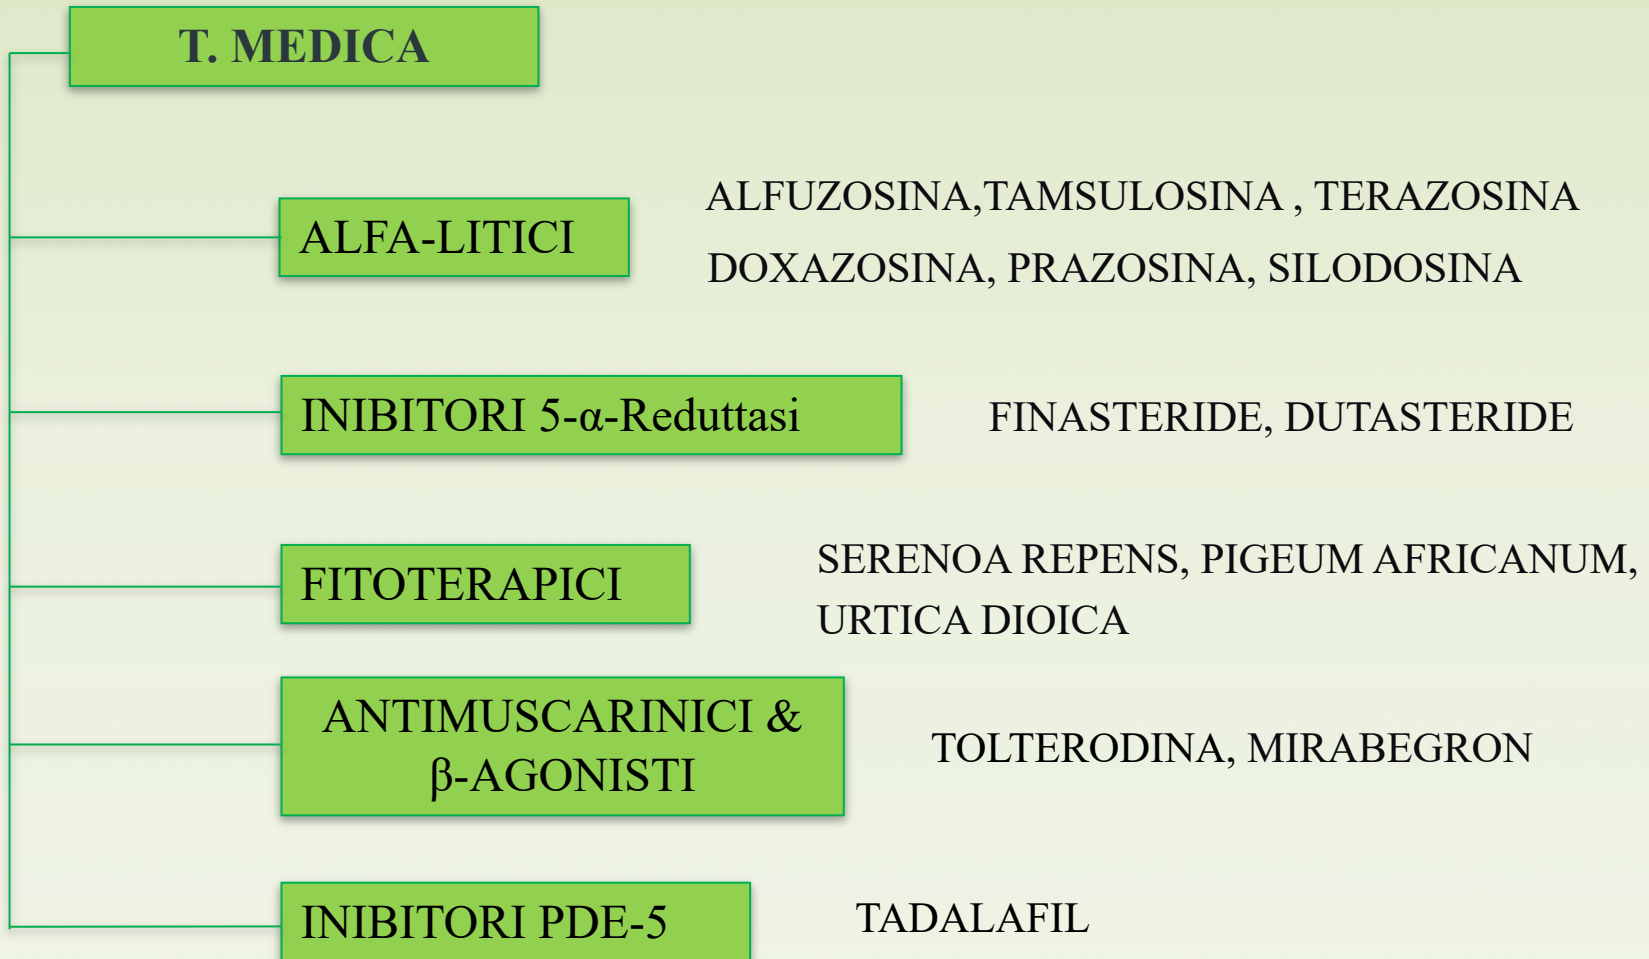 T. MEDICA
ALFA-LITICI
ALFUZOSINA,TAMSULOSINA , TERAZOSINA
DOXAZOSINA, PRAZOSINA, SILODOSINA
INIBITORI 5-α-Reduttasi
FINASTERIDE, DUTASTERIDE
FITOTERAPICI
SERENOA REPENS, PIGEUM AFRICANUM,
URTICA DIOICA
ANTIMUSCARINICI &
β-AGONISTI
TOLTERODINA, MIRABEGRON
INIBITORI PDE-5
TADALAFIL